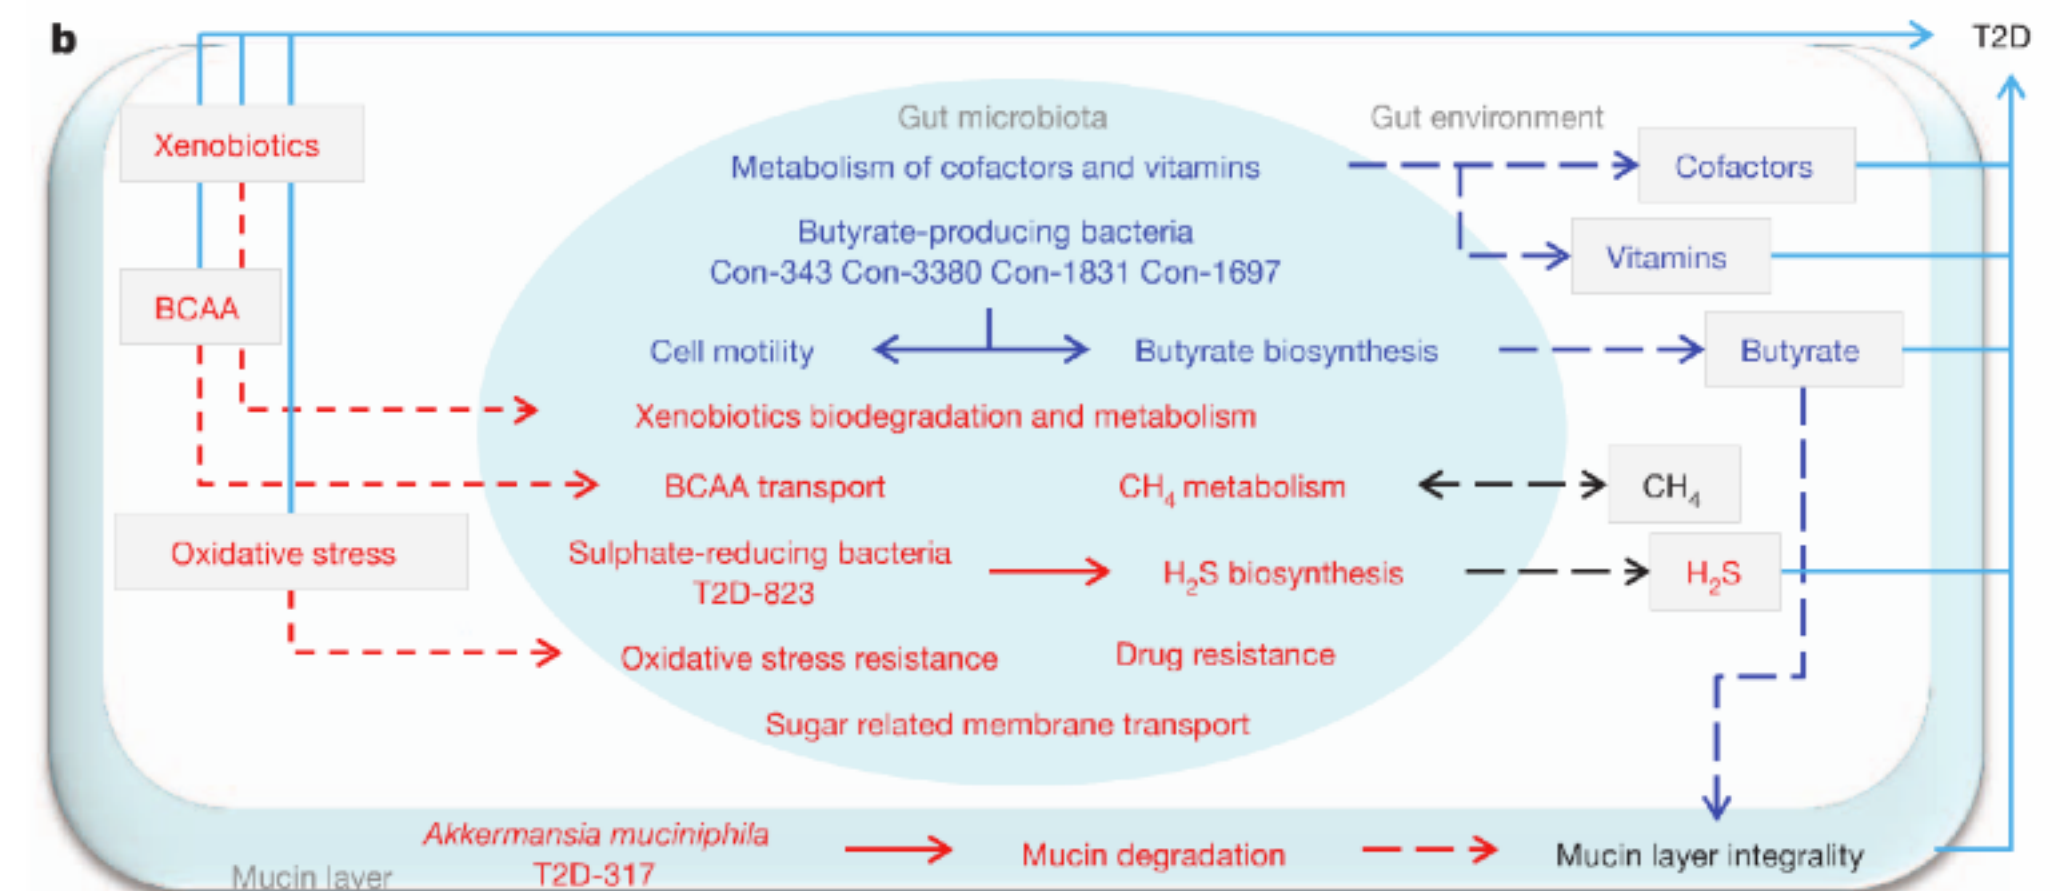 b
T2D
Gut microbiota
Gut environment
Xenobiotics
Metabolism of cofactors and vitamins
Cofactors
Butyrate-producing bacteria
Vitamins
Con-343 Con-3380 Con-1831 Con-1697
BCAA
Cell motility
Butyrate biosynthesis
Butyrate
Xenobiotics biodegradation and metabolism
BCAA transport
CH₄ metabolism
CH₄
Oxidative stress
Sulphate-reducing bacteria
T2D-823
H₂S biosynthesis
H₂S
Oxidative stress resistance
Drug resistance
Sugar related membrane transport
Akkermansia muciniphila
T2D-317
Mucin degradation
Mucin layer integrality
Mucin layer